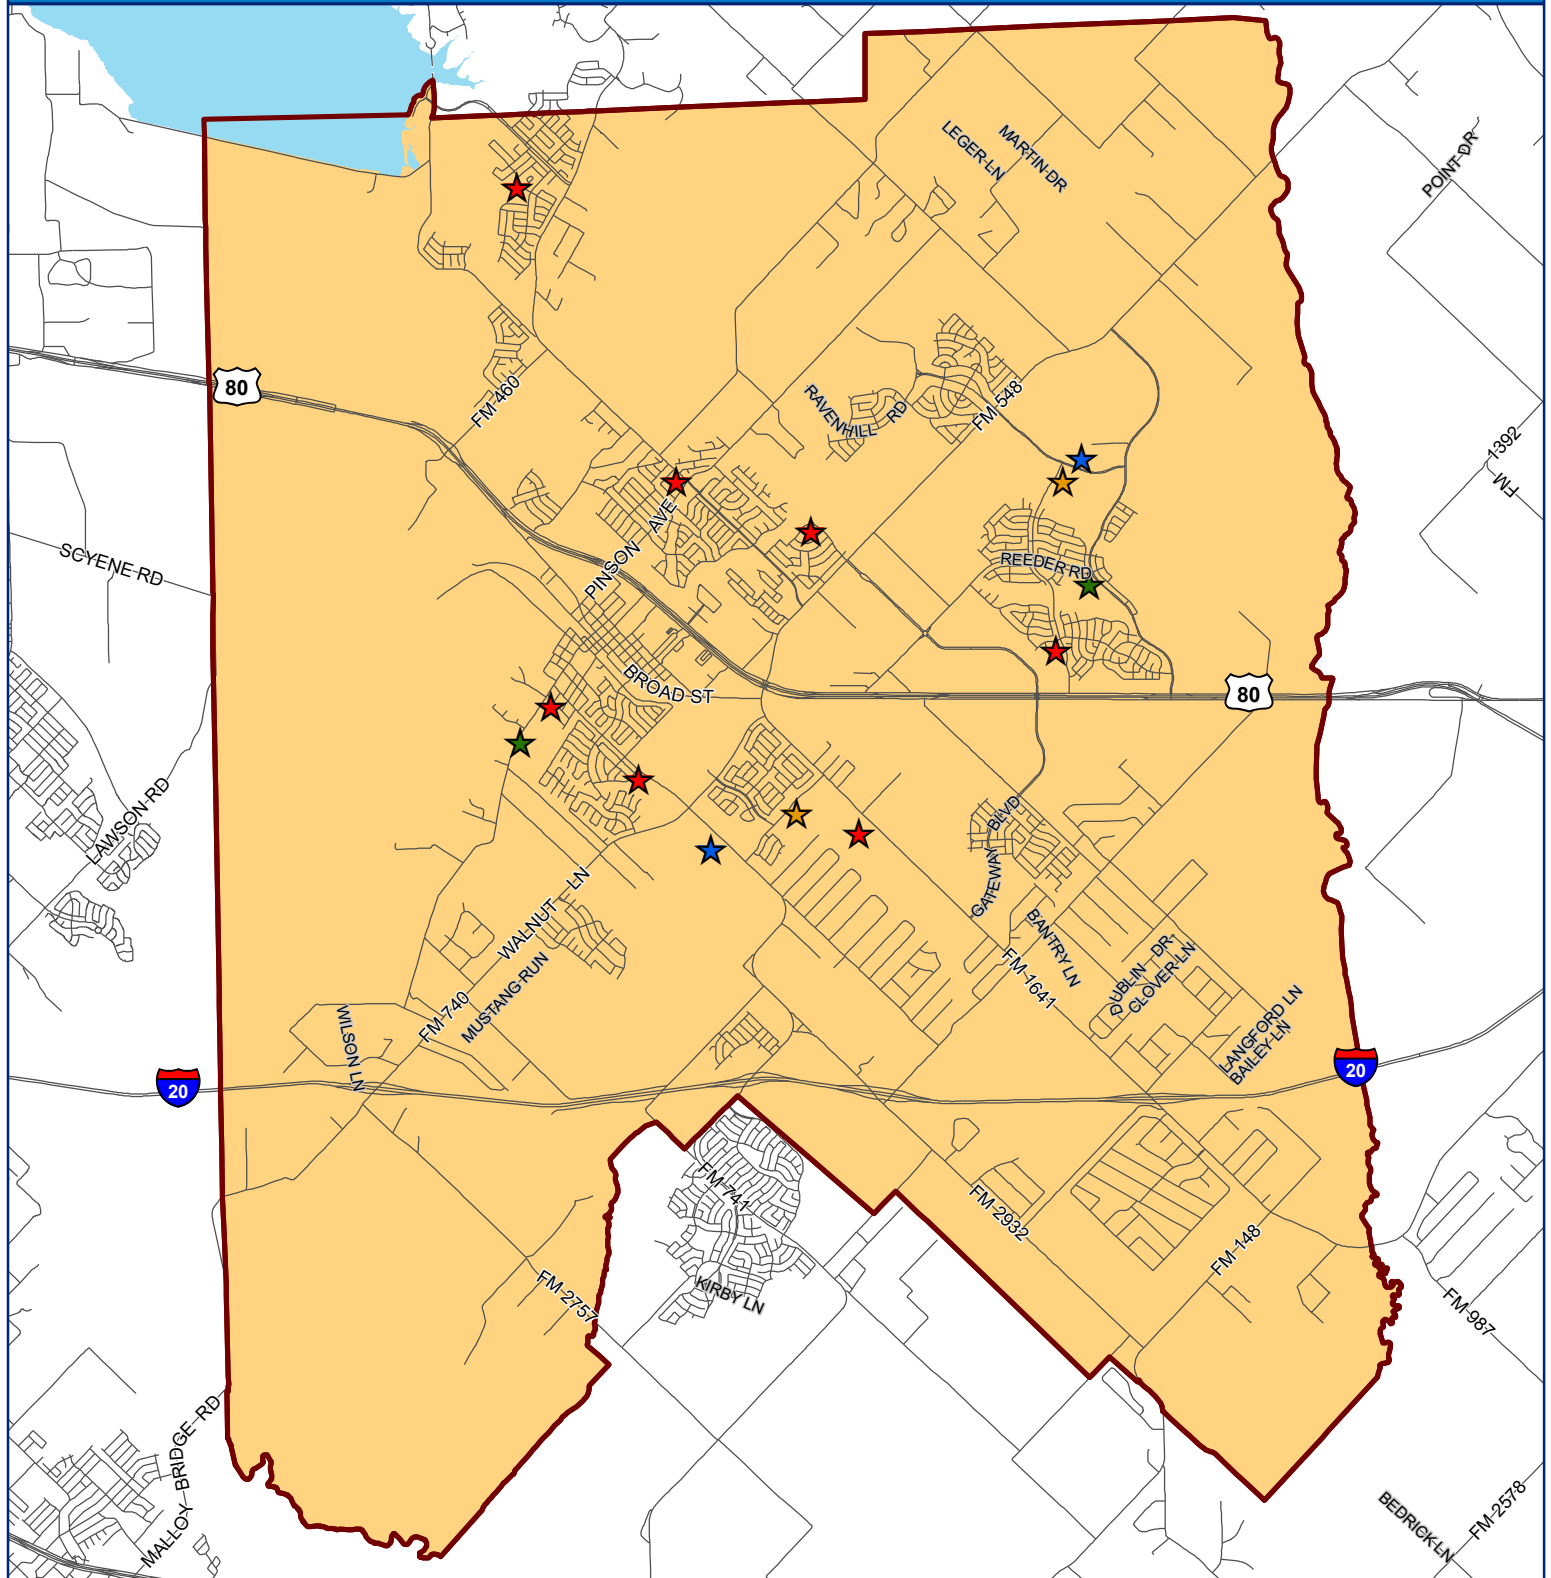 LEGER LN
MARTIN DR
POINT DR
80
FM 460
RAVENHILL RD
FM 548
FM 1392
SCYENE RD
PINSON AVE
REEDER RD
BROAD ST
80
LAWSON RD
GATEWAY BLVD
WALNUT LN
BANTRY LN
FM 1641
DUBLIN DR
CLOVER LN
MUSTANG RUN
FM 740
WILSON LN
LANGFORD LN
BAILEY LN
20
20
FM 741
FM 2932
FM 148
KIRBY LN
FM 2757
FM 987
MALLOY BRIDGE RD
BEDRICK LN
FM 2578